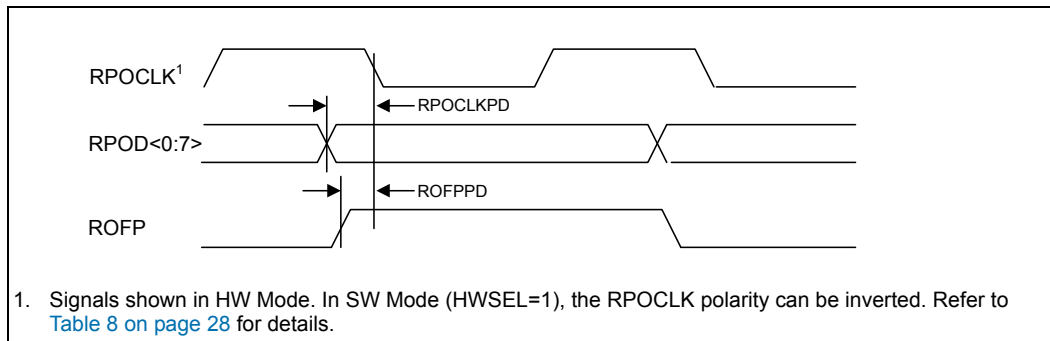 RPOCLK1
RPOCLKPD
RPOD<0:7>
ROFPPD
ROFP
1. Signals shown in HW Mode. In SW Mode (HWSEL=1), the RPOCLK polarity can be inverted. Refer to
Table 8 on page 28 for details.